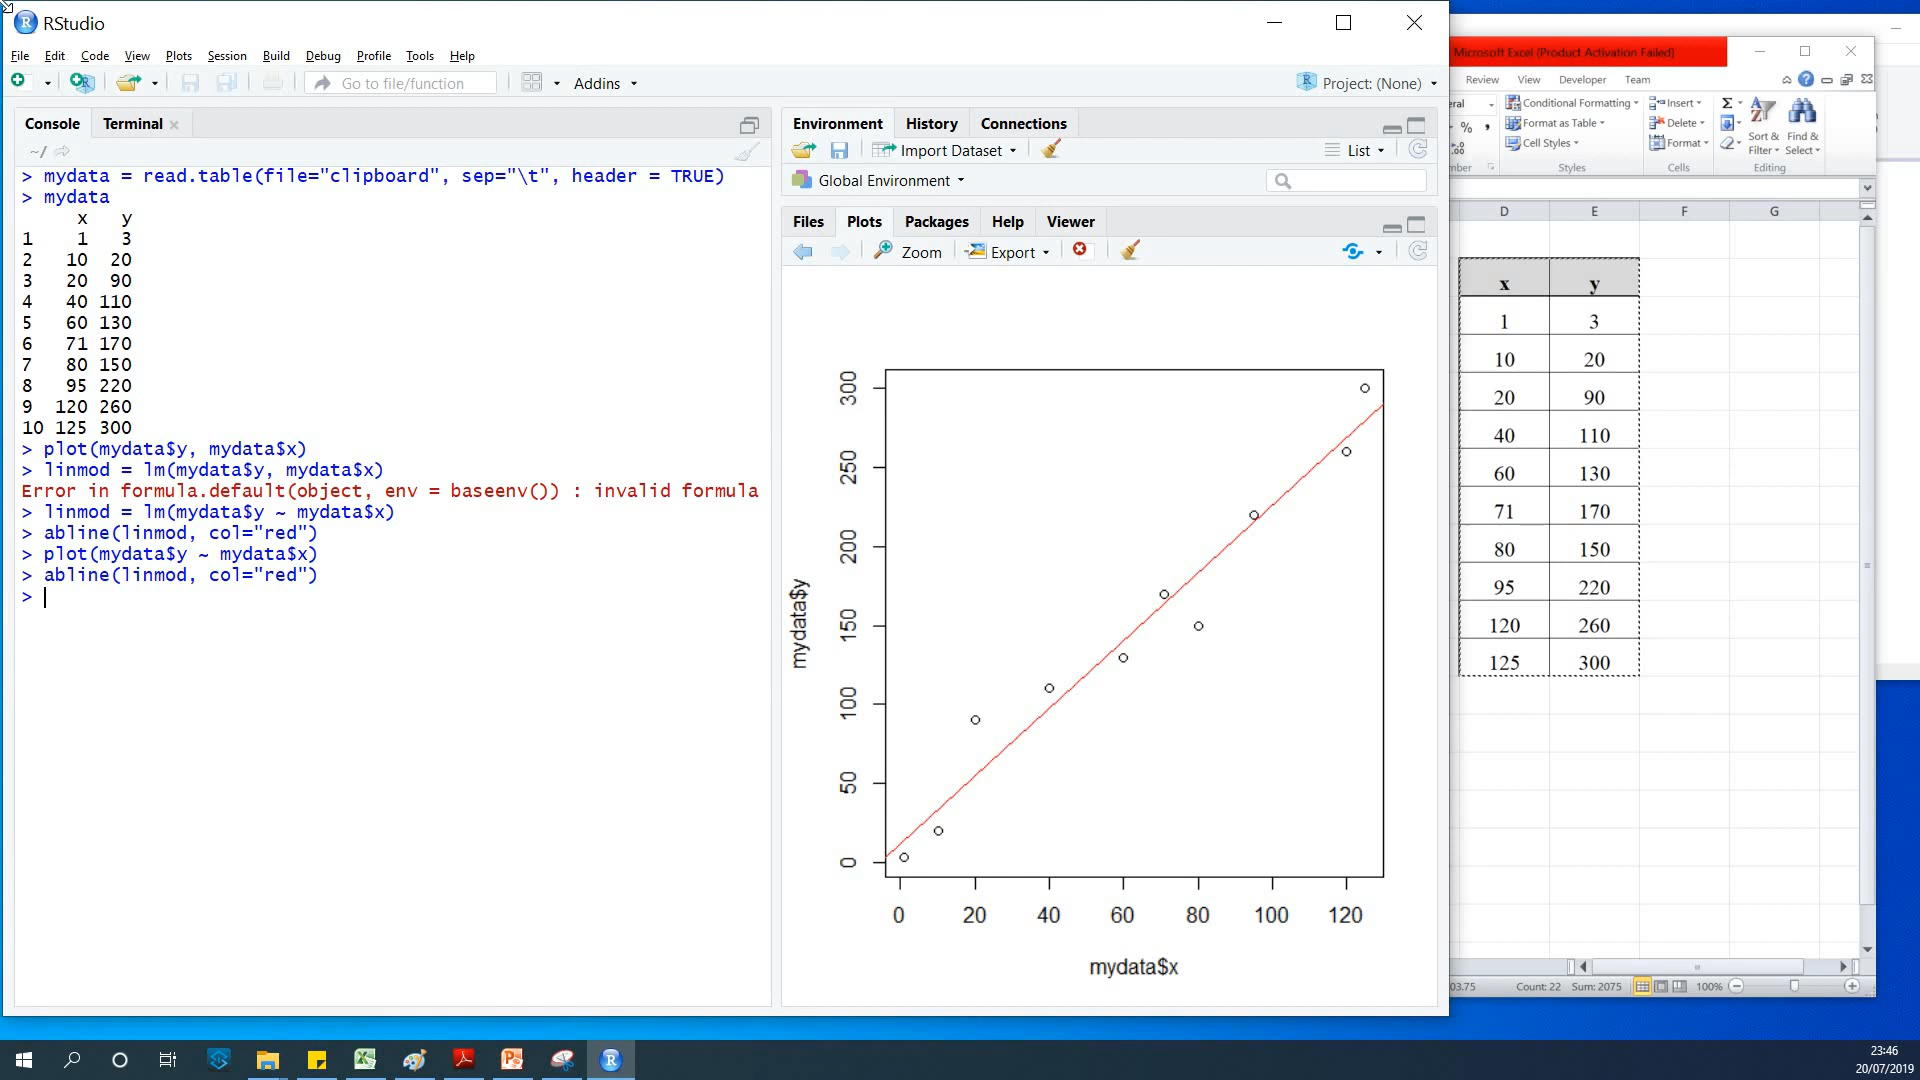 RStudio
File Edit Code View Plots Session Build Debug Profile Tools Help
Go to file/function
Addins
Project: (None)
Console Terminal
~/
> mydata = read.table(file="clipboard", sep="\t", header = TRUE)
> mydata
x y
1 1 3
2 10 20
3 20 90
4 40 110
5 60 130
6 71 170
7 80 150
8 95 220
9 120 260
10 125 300
> plot(mydata$y, mydata$x)
> linmod = lm(mydata$y, mydata$x)
Error in formula.default(object, env = baseenv()) : invalid formula
> linmod = lm(mydata$y ~ mydata$x)
> abline(linmod, col="red")
> plot(mydata$y ~ mydata$x)
> abline(linmod, col="red")
>
Environment History Connections
Import Dataset
List
Global Environment
Files Plots Packages Help Viewer
Zoom Export
300
250
200
150
100
50
0
mydata$y
0 20 40 60 80 100 120
mydata$x
Microsoft Excel (Product Activation Failed)
Review View Developer Team
eral
%
Conditional Formatting
Format as Table
Cell Styles
Insert
Delete
Format
Σ
Sort & Filter
Find & Select
mber Styles Cells Editing
D E F G
x y
1 3
10 20
20 90
40 110
60 130
71 170
80 150
95 220
120 260
125 300
03.75 Count: 22 Sum: 2075 100%
23:46
20/07/2019